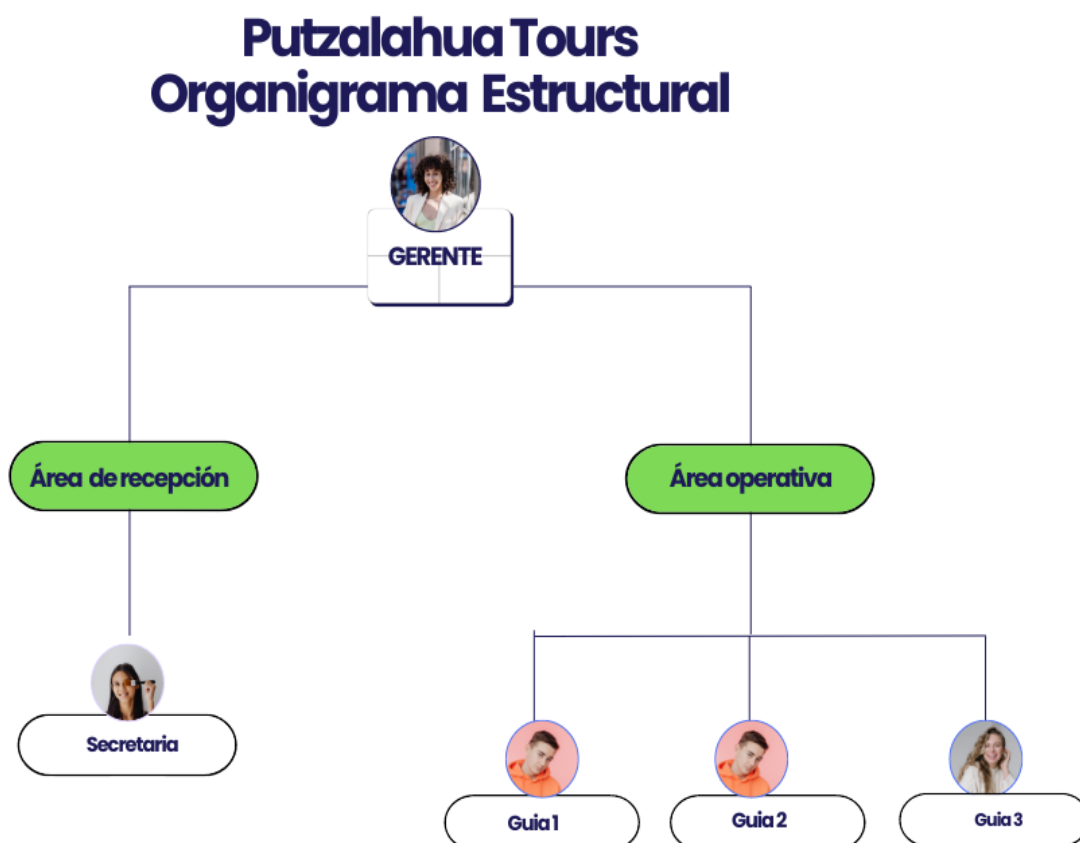 Putzalahua Tours
Organigrama Estructural
GERENTE
Área de recepción
Área operativa
Secretaria
Guia 1
Guia 2
Guia 3